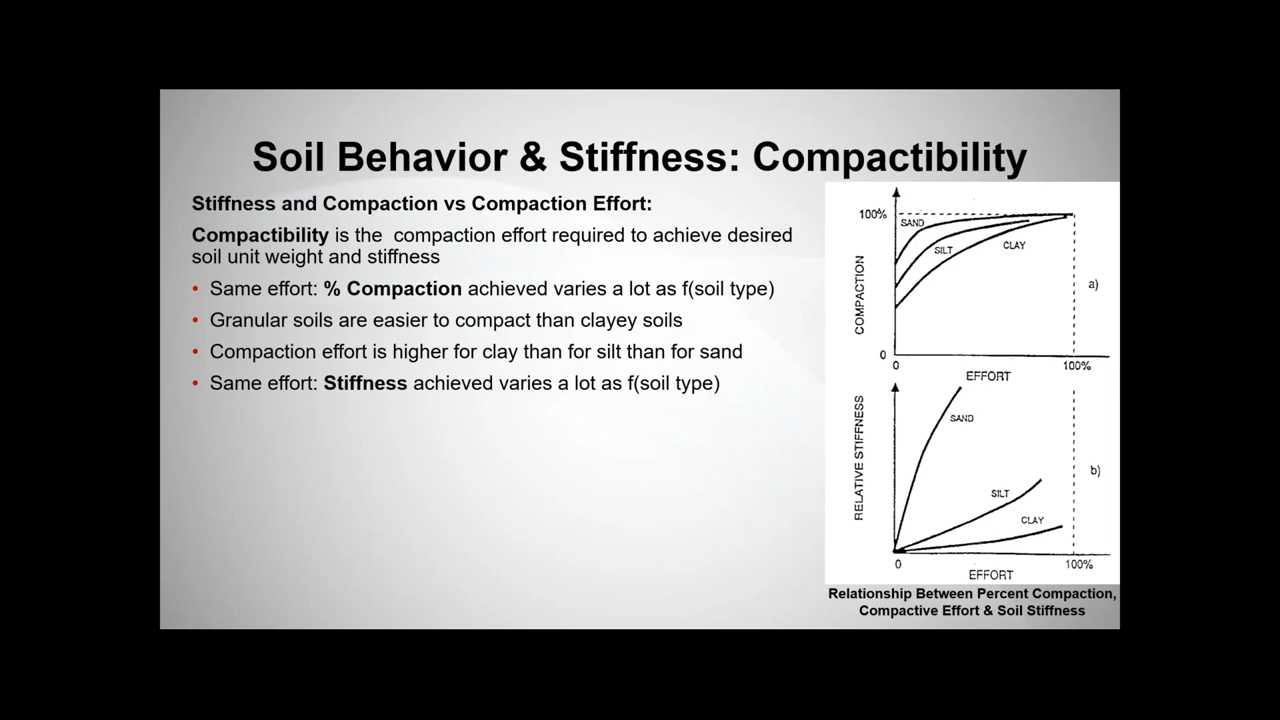 Soil Behavior & Stiffness: Compactibility
Stiffness and Compaction vs Compaction Effort:
Compactibility is the compaction effort required to achieve desired
soil unit weight and stiffness
• Same effort: % Compaction achieved varies a lot as f(soil type)
• Granular soils are easier to compact than clayey soils
• Compaction effort is higher for clay than for silt than for sand
• Same effort: Stiffness achieved varies a lot as f(soil type)
100%
SAND
SILT
CLAY
COMPACTION
a)
0
0
100%
EFFORT
SAND
RELATIVE STIFFNESS
b)
SILT
CLAY
0
100%
EFFORT
Relationship Between Percent Compaction,
Compactive Effort & Soil Stiffness